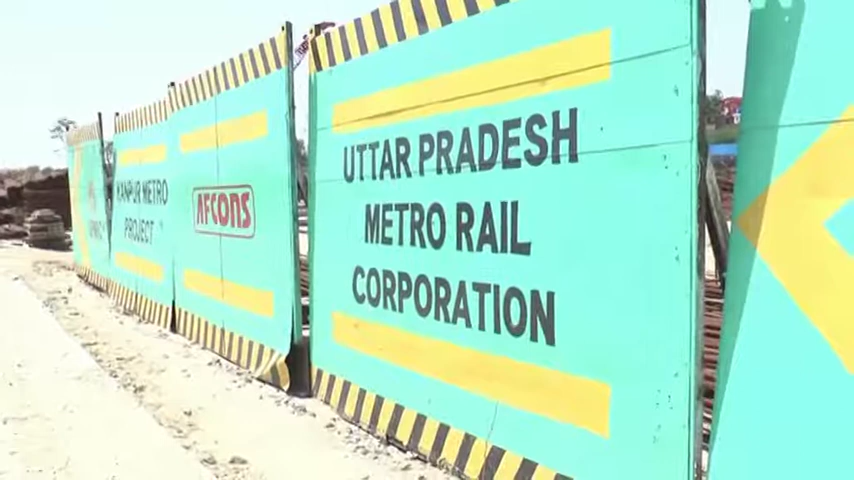 KANPUR METRO
PROJECT
AFCONS
UTTAR PRADESH
METRO RAIL
CORPORATION